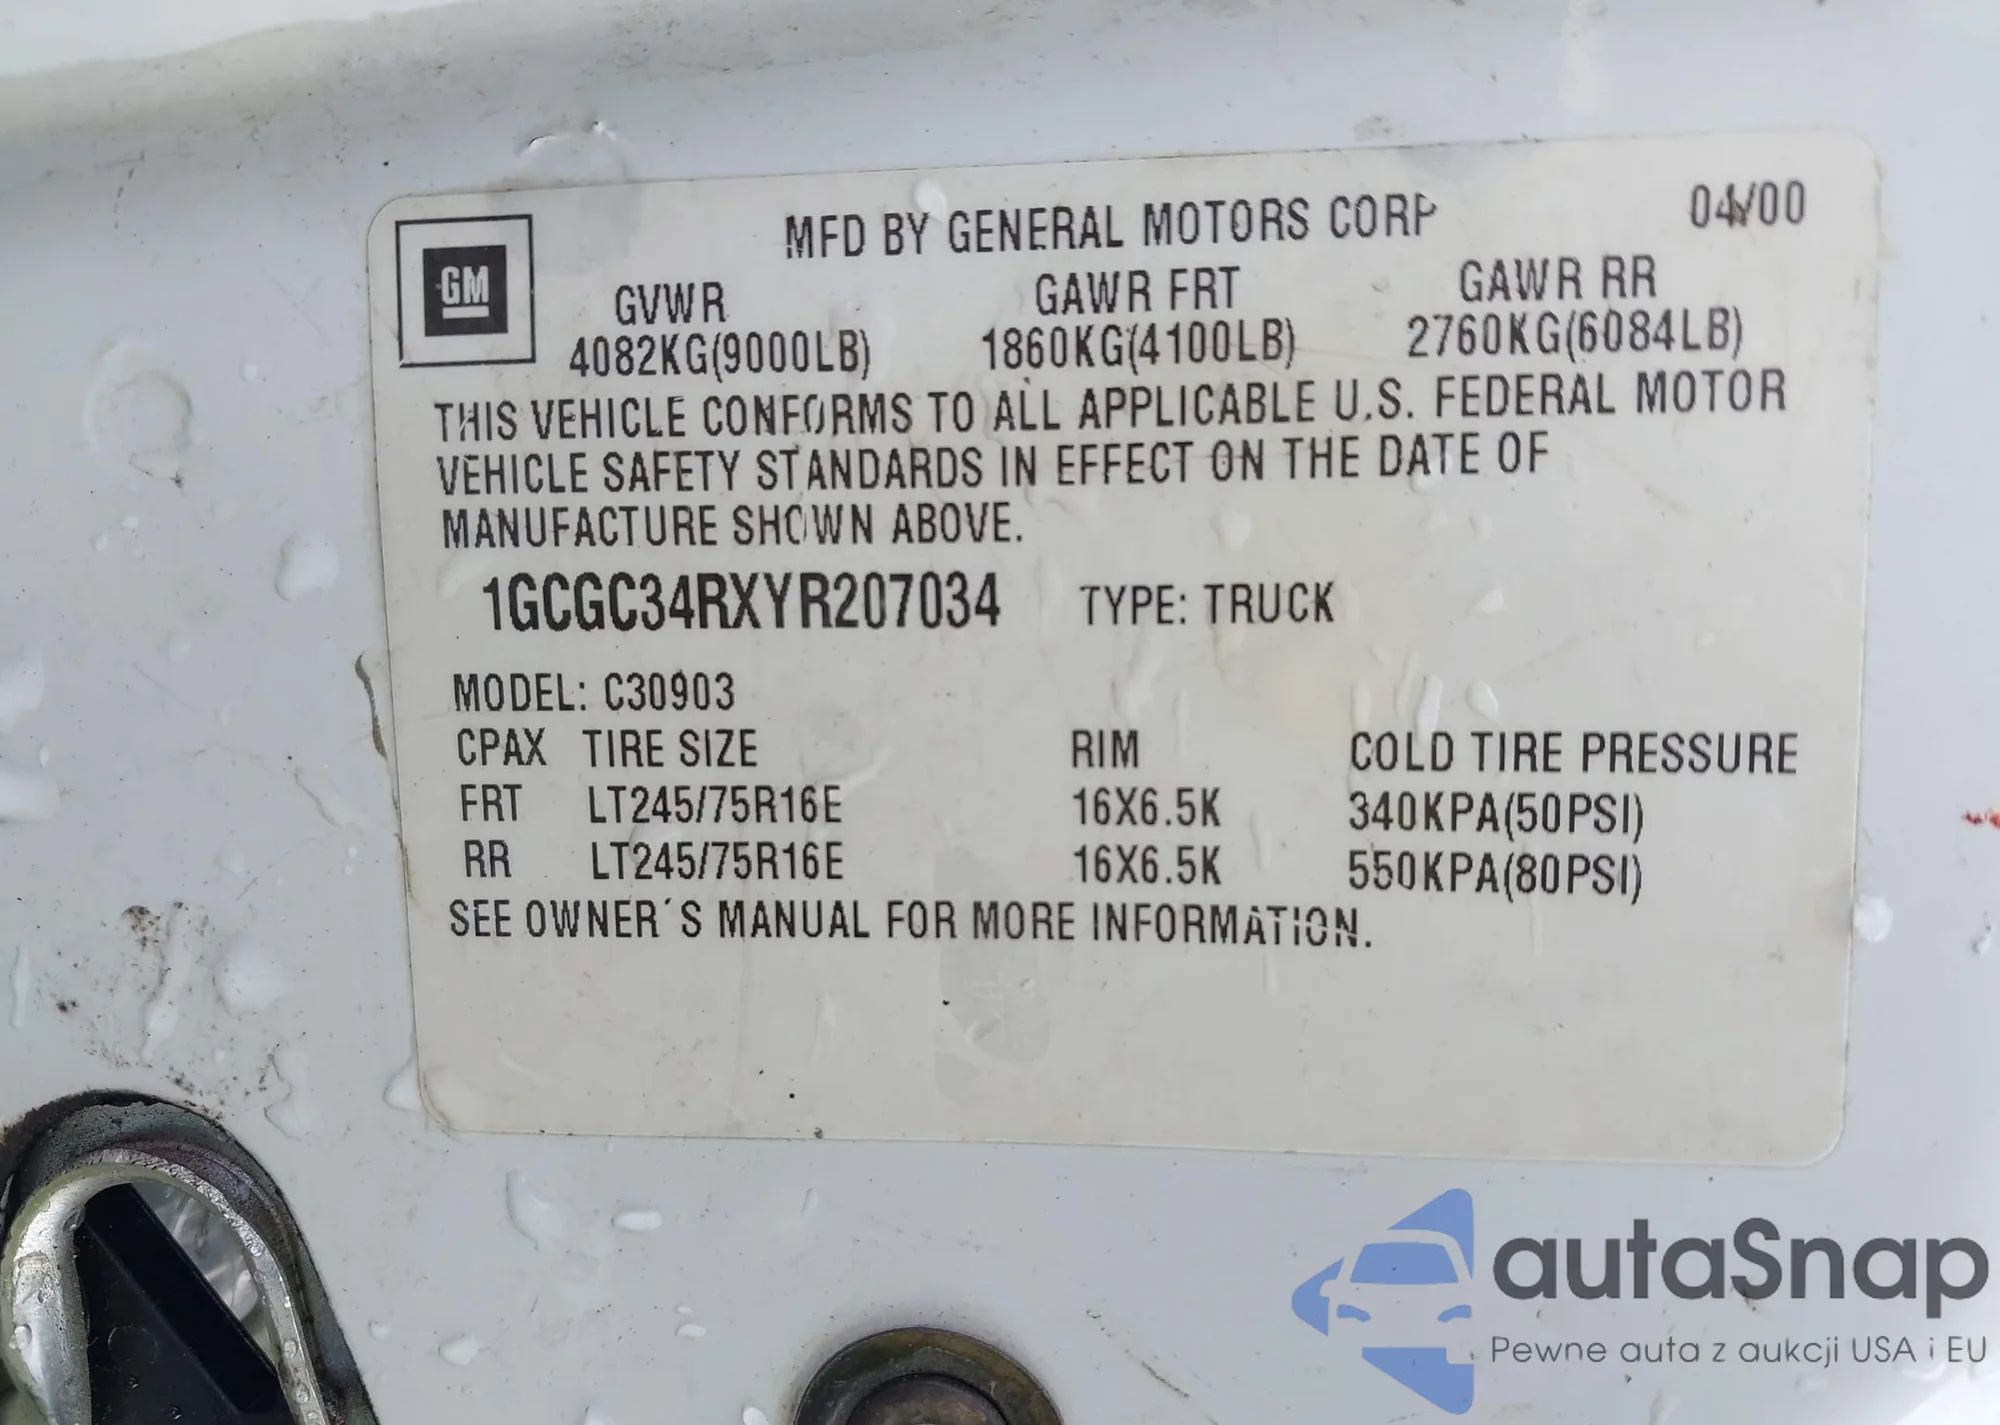 MFD BY GENERAL MOTORS CORP 04/00
GM
GVWR GAWR FRT GAWR RR
4082KG(9000LB) 1860KG(4100LB) 2760KG(6084LB)
THIS VEHICLE CONFORMS TO ALL APPLICABLE U.S. FEDERAL MOTOR
VEHICLE SAFETY STANDARDS IN EFFECT ON THE DATE OF
MANUFACTURE SHOWN ABOVE.
1GCGC34RXYR207034 TYPE: TRUCK
MODEL: C30903
CPAX TIRE SIZE RIM COLD TIRE PRESSURE
FRT LT245/75R16E 16X6.5K 340KPA(50PSI)
RR LT245/75R16E 16X6.5K 550KPA(80PSI)
SEE OWNER´S MANUAL FOR MORE INFORMATION.
autaSnap
Pewne auta z aukcji USA i EU